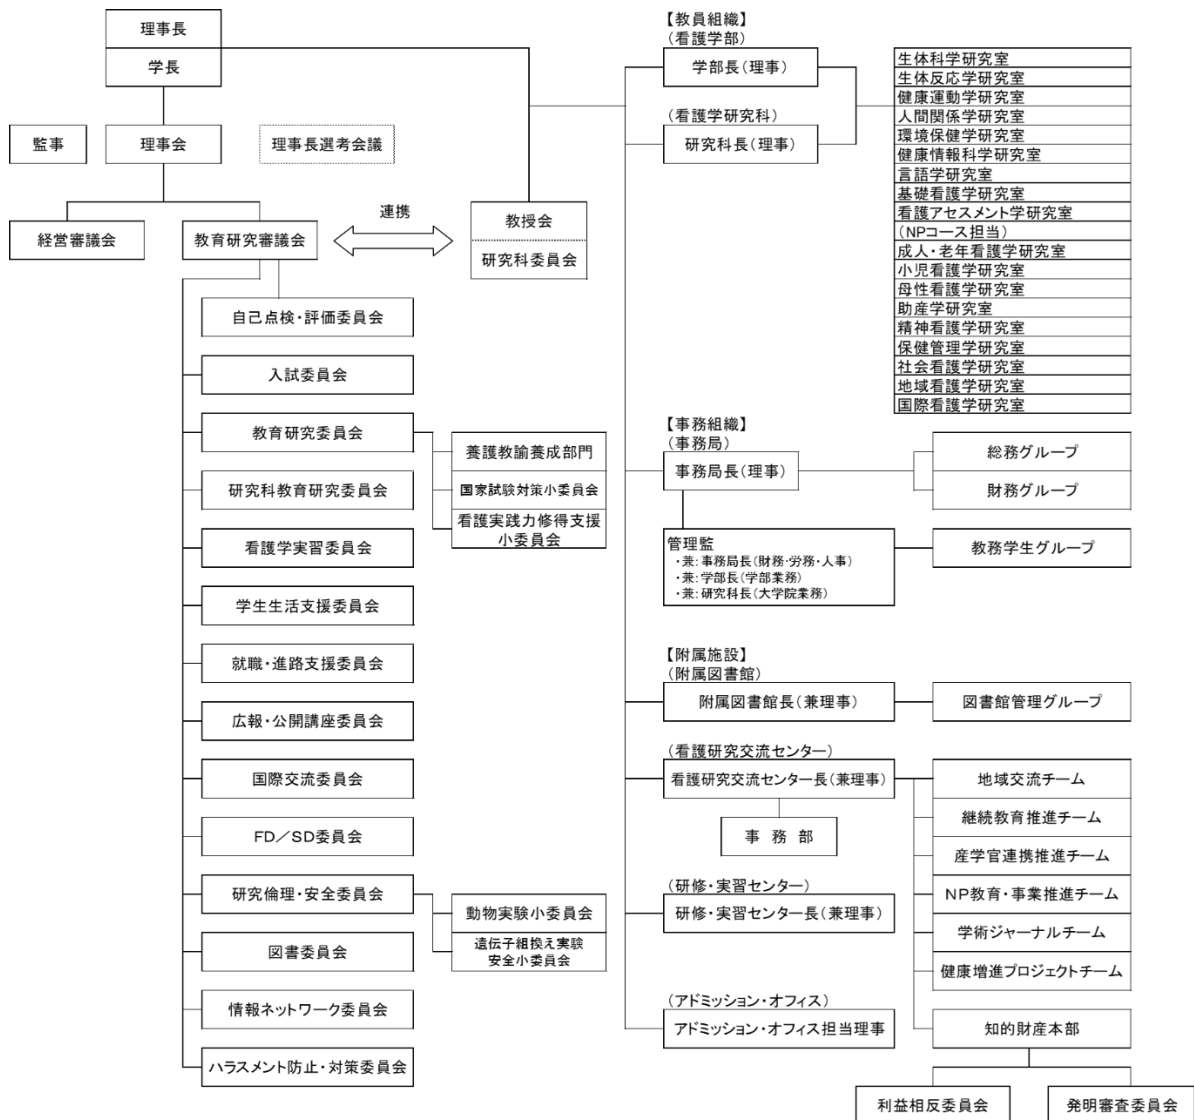 理事長
学長
監事
理事会
理事長選考会議
経営審議会
教育研究審議会
連携
教授会
研究科委員会
自己点検・評価委員会
入試委員会
教育研究委員会
養護教諭養成部門
国家試験対策小委員会
看護実践力修得支援
小委員会
研究科教育研究委員会
看護学実習委員会
学生生活支援委員会
就職・進路支援委員会
広報・公開講座委員会
国際交流委員会
FD／SD委員会
研究倫理・安全委員会
動物実験小委員会
遺伝子組換え実験
安全小委員会
図書委員会
情報ネットワーク委員会
ハラスメント防止・対策委員会
【教員組織】
（看護学部）
学部長（理事）
（看護学研究科）
研究科長（理事）
生体科学研究室
生体反応学研究室
健康運動学研究室
人間関係学研究室
環境保健学研究室
健康情報科学研究室
言語学研究室
基礎看護学研究室
看護アセスメント学研究室
（NPコース担当）
成人・老年看護学研究室
小児看護学研究室
母性看護学研究室
助産学研究室
精神看護学研究室
保健管理学研究室
社会看護学研究室
地域看護学研究室
国際看護学研究室
【事務組織】
（事務局）
事務局長（理事）
総務グループ
財務グループ
管理監
・兼：事務局長（財務・労務・人事）
・兼：学部長（学部業務）
・兼：研究科長（大学院業務）
教務学生グループ
【附属施設】
（附属図書館）
附属図書館長（兼理事）
図書館管理グループ
（看護研究交流センター）
看護研究交流センター長（兼理事）
事 務 部
地域交流チーム
継続教育推進チーム
産学官連携推進チーム
NP教育・事業推進チーム
学術ジャーナルチーム
健康増進プロジェクトチーム
（研修・実習センター）
研修・実習センター長（兼理事）
（アドミッション・オフィス）
アドミッション・オフィス担当理事
知的財産本部
利益相反委員会
発明審査委員会